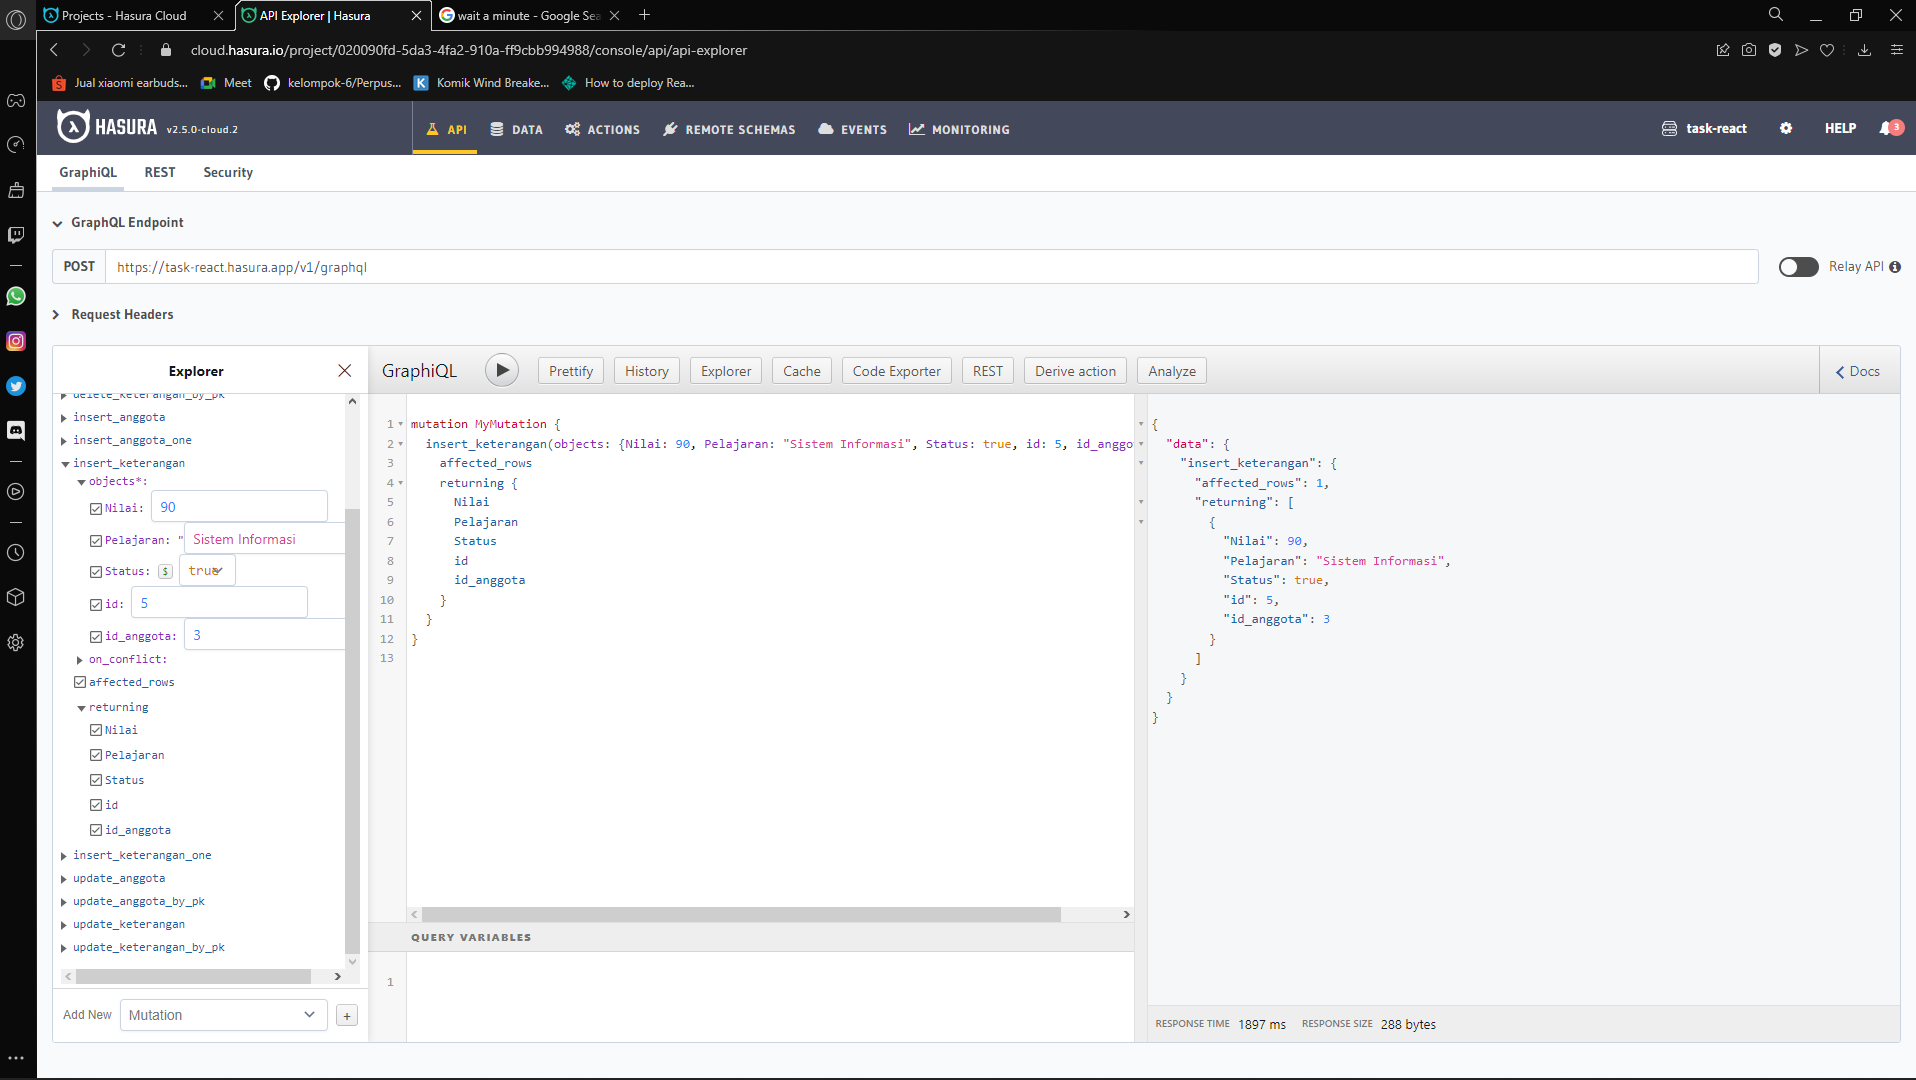 Projects - Hasura Cloud
API Explorer | Hasura
wait a minute - Google Sea
cloud.hasura.io/project/020090fd-5da3-4fa2-910a-ff9cbb994988/console/api/api-explorer
Jual xiaomi earbuds...
Meet
kelompok-6/Perpus...
Komik Wind Breake...
How to deploy Rea...
HASURA v2.5.0-cloud.2
API
DATA
ACTIONS
REMOTE SCHEMAS
EVENTS
MONITORING
task-react
HELP
3
GraphiQL
REST
Security
GraphQL Endpoint
POST
https://task-react.hasura.app/v1/graphql
Relay API
Request Headers
Explorer
delete_keterangan_by_pk
insert_anggota
insert_anggota_one
insert_keterangan
objects*:
Nilai: 90
Pelajaran: " Sistem Informasi
Status: $ true
id: 5
id_anggota: 3
on_conflict:
affected_rows
returning
Nilai
Pelajaran
Status
id
id_anggota
insert_keterangan_one
update_anggota
update_anggota_by_pk
update_keterangan
update_keterangan_by_pk
Add New
Mutation
+
GraphiQL
Prettify
History
Explorer
Cache
Code Exporter
REST
Derive action
Analyze
Docs
1 mutation MyMutation {
2 insert_keterangan(objects: {Nilai: 90, Pelajaran: "Sistem Informasi", Status: true, id: 5, id_anggo
3 affected_rows
4 returning {
5 Nilai
6 Pelajaran
7 Status
8 id
9 id_anggota
10 }
11 }
12 }
13
QUERY VARIABLES
1
{
"data": {
"insert_keterangan": {
"affected_rows": 1,
"returning": [
{
"Nilai": 90,
"Pelajaran": "Sistem Informasi",
"Status": true,
"id": 5,
"id_anggota": 3
}
]
}
}
}
RESPONSE TIME 1897 ms RESPONSE SIZE 288 bytes